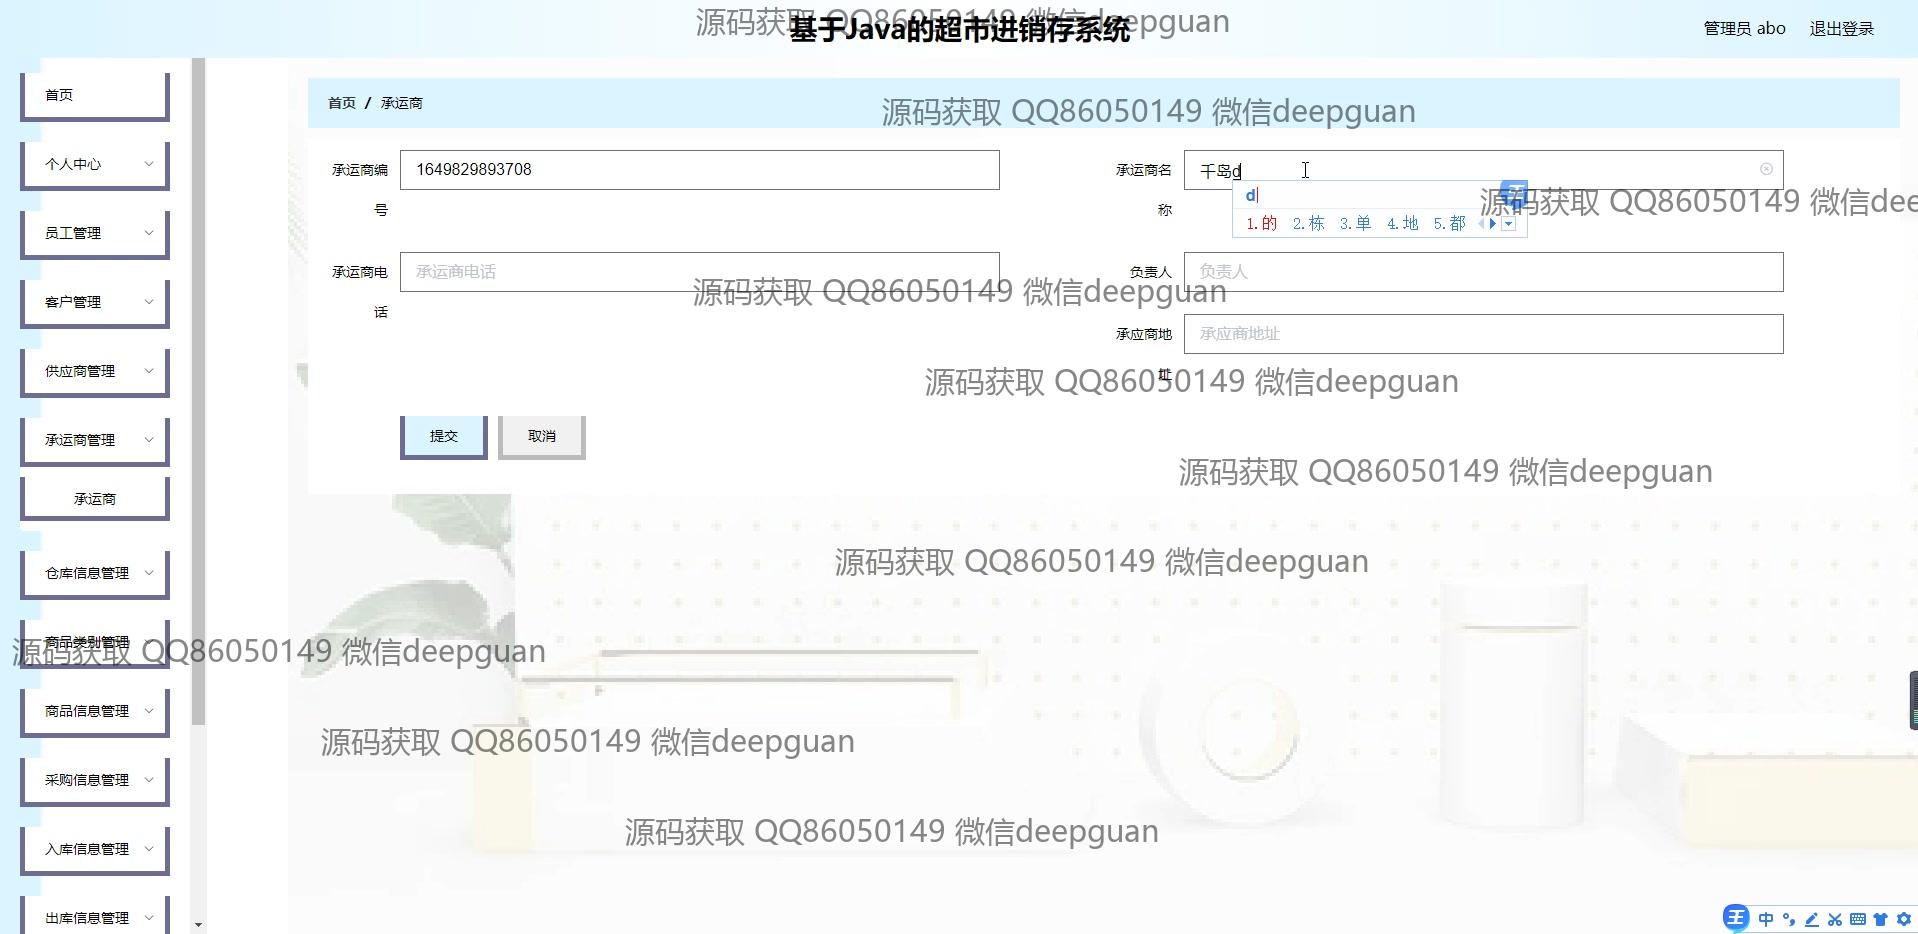 源码获取 QQ86050149 微信deepguan
基于Java的超市进销存系统
管理员 abo 退出登录
首页
个人中心
员工管理
客户管理
供应商管理
承运商管理
承运商
仓库信息管理
商品类别管理
商品信息管理
采购信息管理
入库信息管理
出库信息管理
首页 / 承运商
源码获取 QQ86050149 微信deepguan
承运商编号
1649829893708
承运商名称
千岛d
d
1.的 2.栋 3.单 4.地 5.都
源码获取 QQ86050149 微信dee
承运商电话
承运商电话
负责人
负责人
源码获取 QQ86050149 微信deepguan
承应商地址
承应商地址
源码获取 QQ86050149 微信deepguan
提交
取消
源码获取 QQ86050149 微信deepguan
源码获取 QQ86050149 微信deepguan
源码获取 QQ86050149 微信deepguan
源码获取 QQ86050149 微信deepguan
源码获取 QQ86050149 微信deepguan
王 中